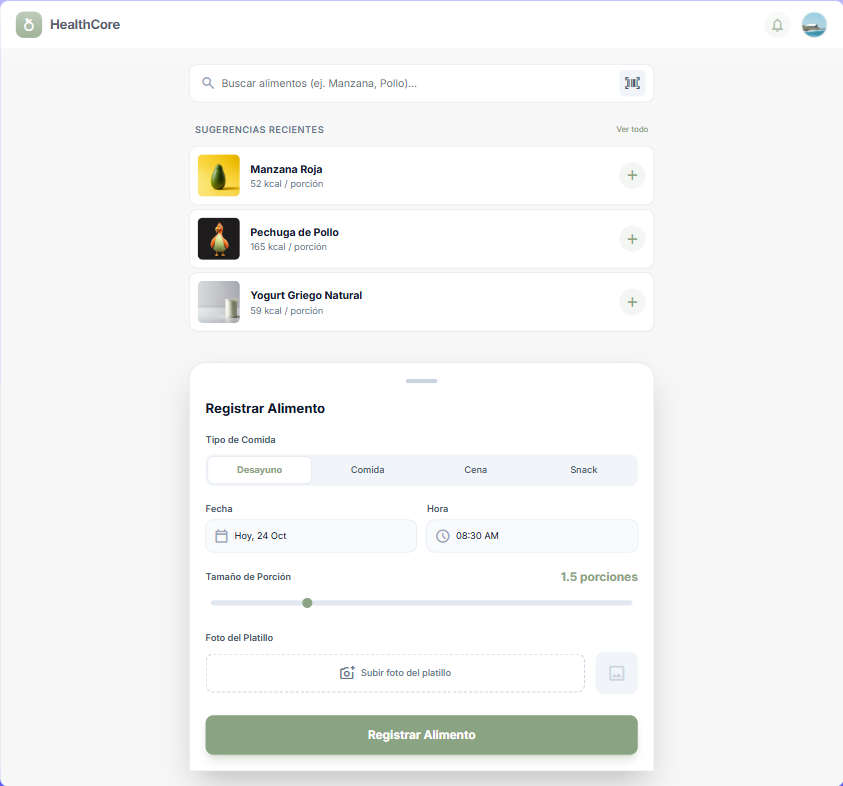 HealthCore
Buscar alimentos (ej. Manzana, Pollo)...
SUGERENCIAS RECIENTES
Ver todo
Manzana Roja
52 kcal / porción
Pechuga de Pollo
165 kcal / porción
Yogurt Griego Natural
59 kcal / porción
Registrar Alimento
Tipo de Comida
Desayuno
Comida
Cena
Snack
Fecha
Hora
Hoy, 24 Oct
08:30 AM
Tamaño de Porción
1.5 porciones
Foto del Platillo
Subir foto del platillo
Registrar Alimento